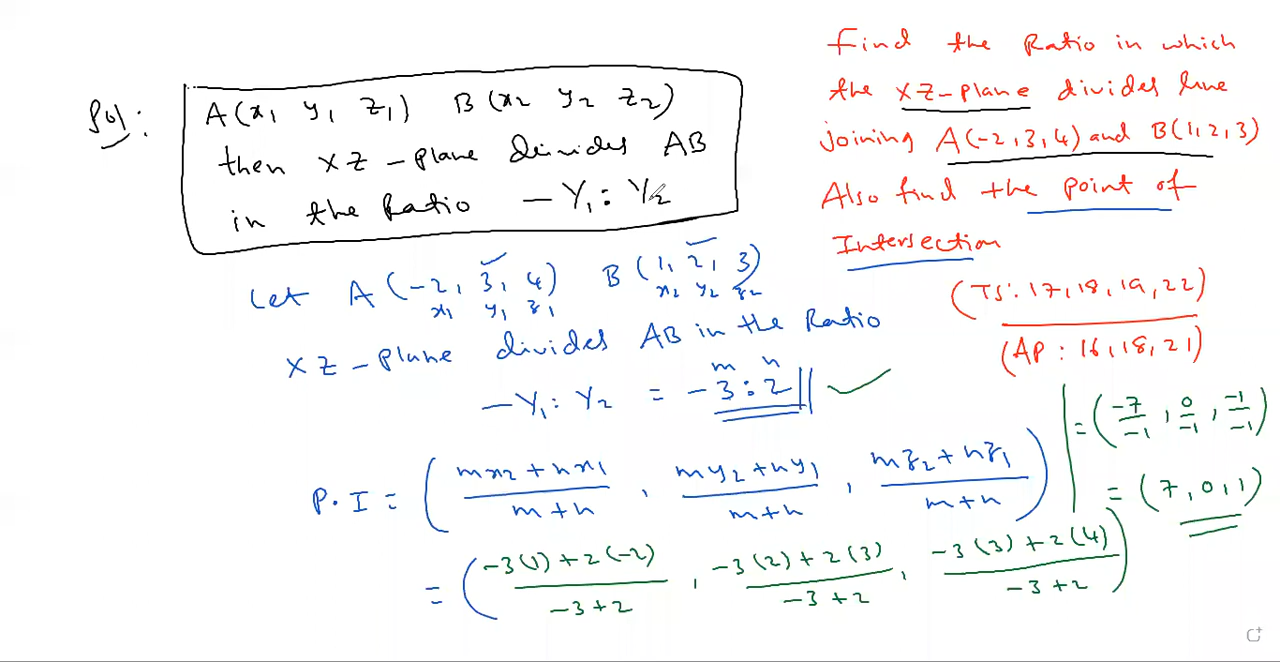 Find the Ratio in which
the XZ-plane divides line
joining A(-2,3,4) and B(1,2,3)
Also find the point of
Intersection
(TS: 17,18,19,22)
(AP: 16,18,21)
Sol:
A(x₁ y₁ z₁) B(x₂ y₂ z₂)
then XZ-plane divides AB
in the Ratio -Y₁: Y₂
Let A(-2, 3, 4) B(1, 2, 3)
x₁ y₁ z₁ x₂ y₂ z₂
XZ-plane divides AB in the Ratio
m n
-Y₁: Y₂ = -3:2 ✓
P.I = ( mx₂+nx₁ / m+n , my₂+ny₁ / m+n , mz₂+nz₁ / m+n )
= ( -3(1)+2(-2) / -3+2 , -3(2)+2(3) / -3+2 , -3(3)+2(4) / -3+2 )
= ( -7/-1 , 0/-1 , -1/-1 )
= (7,0,1)